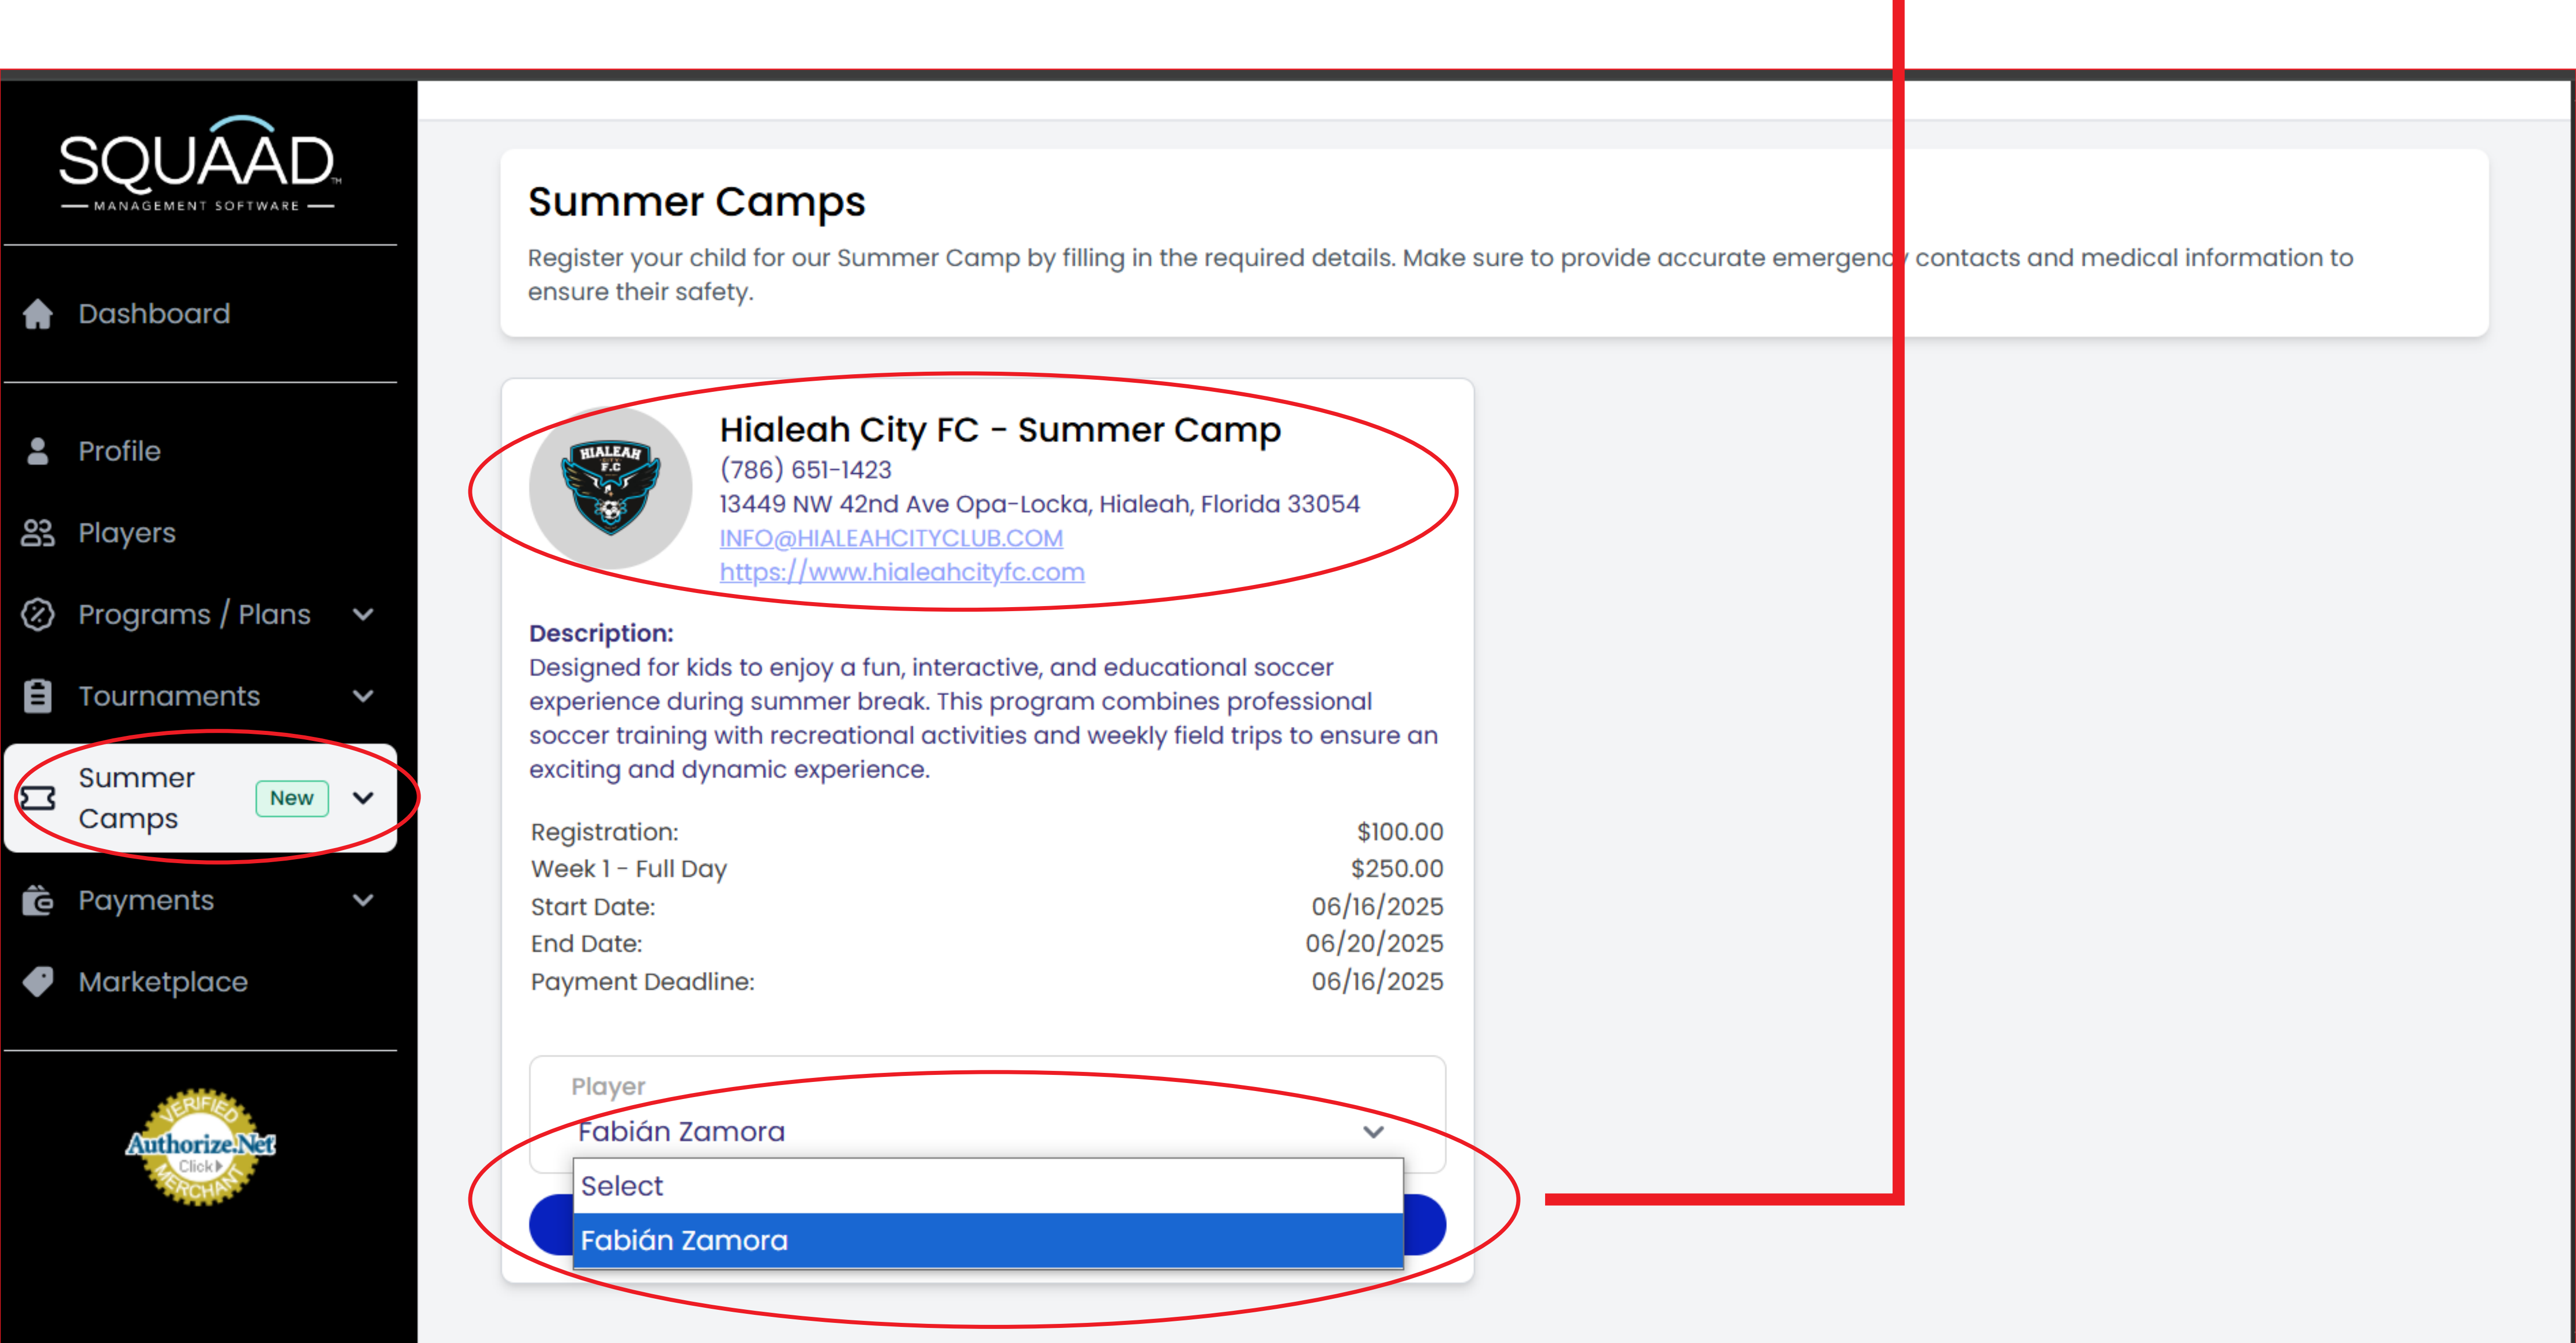 SQUAAD™
MANAGEMENT SOFTWARE
Dashboard
Profile
Players
Programs / Plans
Tournaments
Summer
Camps
New
Payments
Marketplace
VERIFIED
Authorize.Net
Click
MERCHANT
Summer Camps
Register your child for our Summer Camp by filling in the required details. Make sure to provide accurate emergency contacts and medical information to
ensure their safety.
HIALEAH
CITY
F.C
Hialeah City FC - Summer Camp
(786) 651-1423
13449 NW 42nd Ave Opa-Locka, Hialeah, Florida 33054
INFO@HIALEAHCITYCLUB.COM
https://www.hialeahcityfc.com
Description:
Designed for kids to enjoy a fun, interactive, and educational soccer
experience during summer break. This program combines professional
soccer training with recreational activities and weekly field trips to ensure an
exciting and dynamic experience.
Registration: $100.00
Week 1 - Full Day $250.00
Start Date: 06/16/2025
End Date: 06/20/2025
Payment Deadline: 06/16/2025
Player
Fabián Zamora
Select
Fabián Zamora